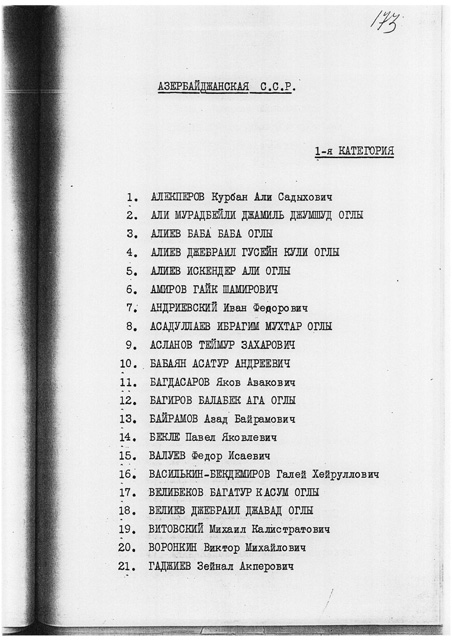 173
АЗЕРБАЙДЖАНСКАЯ С.С.Р.
1-я КАТЕГОРИЯ
1. АЛЕКПЕРОВ Курбан Али Садыхович
2. АЛИ МУРАДБЕЙЛИ ДЖАМИЛЬ ДЖУМШУД ОГЛЫ
3. АЛИЕВ БАБА БАБА ОГЛЫ
4. АЛИЕВ ДЖЕБРАИЛ ГУСЕЙН КУЛИ ОГЛЫ
5. АЛИЕВ ИСКЕНДЕР АЛИ ОГЛЫ
6. АМИРОВ ГАЙК ШАМИРОВИЧ
7. АНДРИЕВСКИЙ Иван Федорович
8. АСАДУЛЛАЕВ ИБРАГИМ МУХТАР ОГЛЫ
9. АСЛАНОВ ТЕЙМУР ЗАХАРОВИЧ
10. БАБАЯН АСАТУР АНДРЕЕВИЧ
11. БАГДАСАРОВ Яков Авакович
12. БАГИРОВ БАЛАБЕК АГА ОГЛЫ
13. БАЙРАМОВ Азад Байрамович
14. БЕКЛЕ Павел Яковлевич
15. ВАЛУЕВ Федор Исаевич
16. ВАСИЛЬКИН-БЕКДЕМИРОВ Галей Хейруллович
17. ВЕЛИБЕКОВ БАГАТУР КАСУМ ОГЛЫ
18. ВЕЛИЕВ ДЖЕБРАИЛ ДЖАВАД ОГЛЫ
19. ВИТОВСКИЙ Михаил Калистратович
20. ВОРОНКИН Виктор Михайлович
21. ГАДЖИЕВ Зейнал Акперович